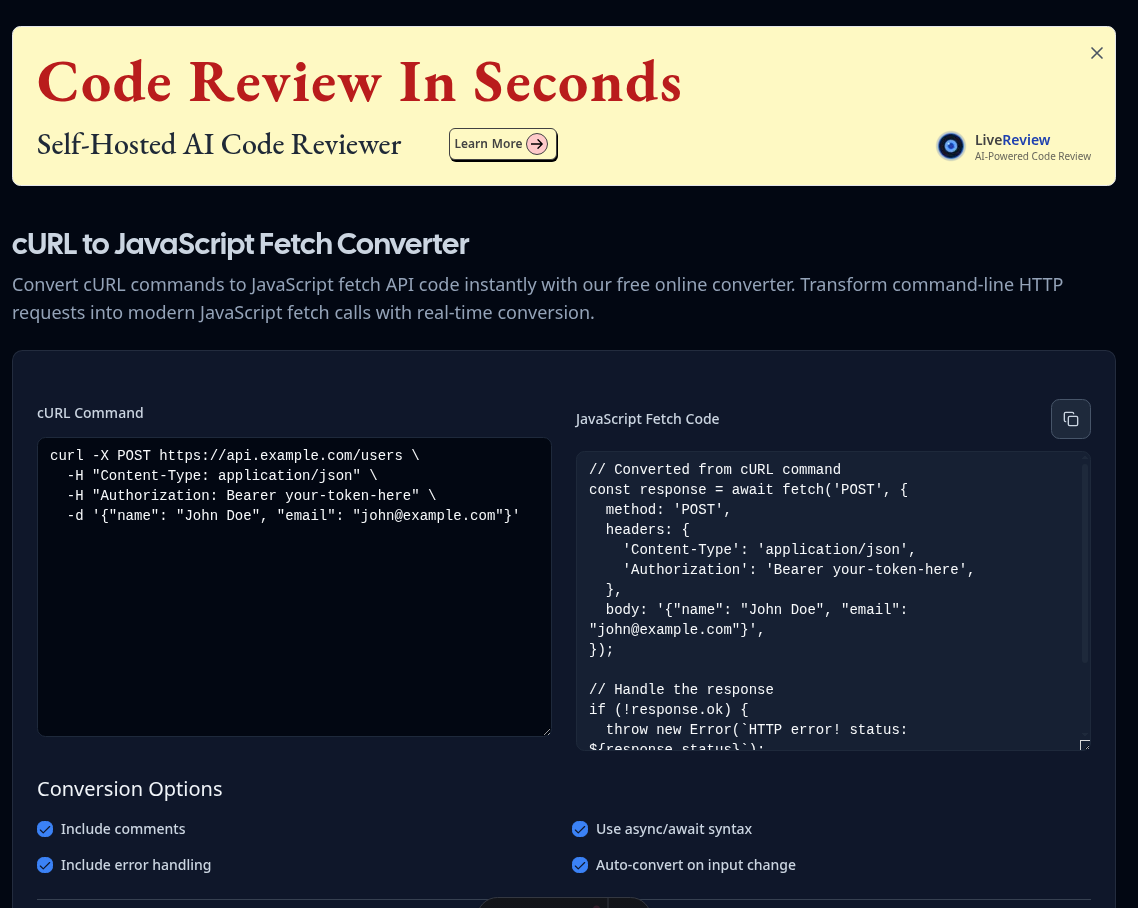 Code Review In Seconds
Self-Hosted AI Code Reviewer
Learn More
LiveReview
AI-Powered Code Review
cURL to JavaScript Fetch Converter
Convert cURL commands to JavaScript fetch API code instantly with our free online converter. Transform command-line HTTP
requests into modern JavaScript fetch calls with real-time conversion.
cURL Command
curl -X POST https://api.example.com/users \
  -H "Content-Type: application/json" \
  -H "Authorization: Bearer your-token-here" \
  -d '{"name": "John Doe", "email": "john@example.com"}'
JavaScript Fetch Code
// Converted from cURL command
const response = await fetch('POST', {
  method: 'POST',
  headers: {
    'Content-Type': 'application/json',
    'Authorization': 'Bearer your-token-here',
  },
  body: '{"name": "John Doe", "email":
"john@example.com"}',
});
// Handle the response
if (!response.ok) {
  throw new Error(`HTTP error! status:
${response.status}`);
Conversion Options
Include comments
Use async/await syntax
Include error handling
Auto-convert on input change